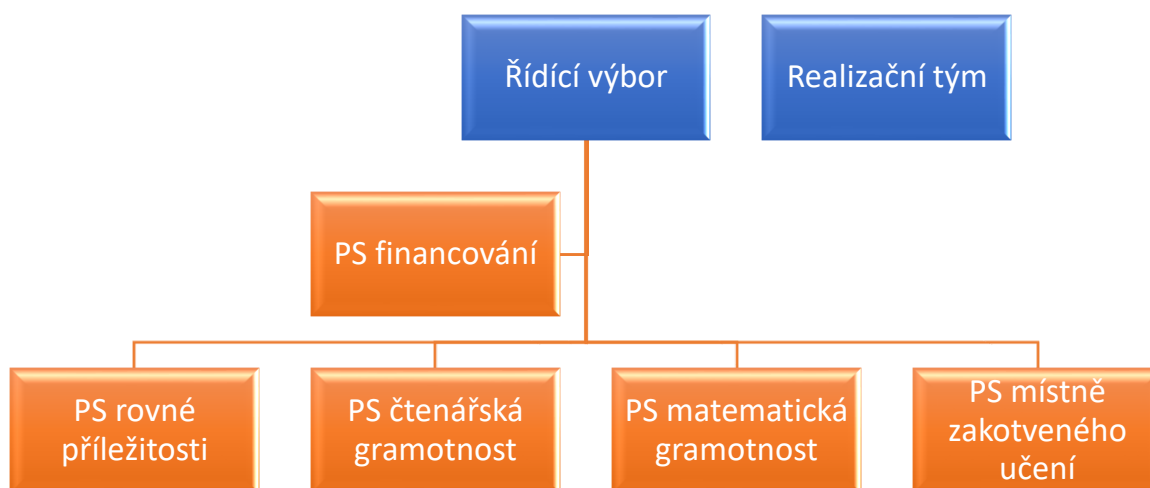 Řídící výbor
Realizační tým
PS financování
PS rovné
příležitosti
PS čtenářská
gramotnost
PS matematická
gramotnost
PS místně
zakotveného
učení